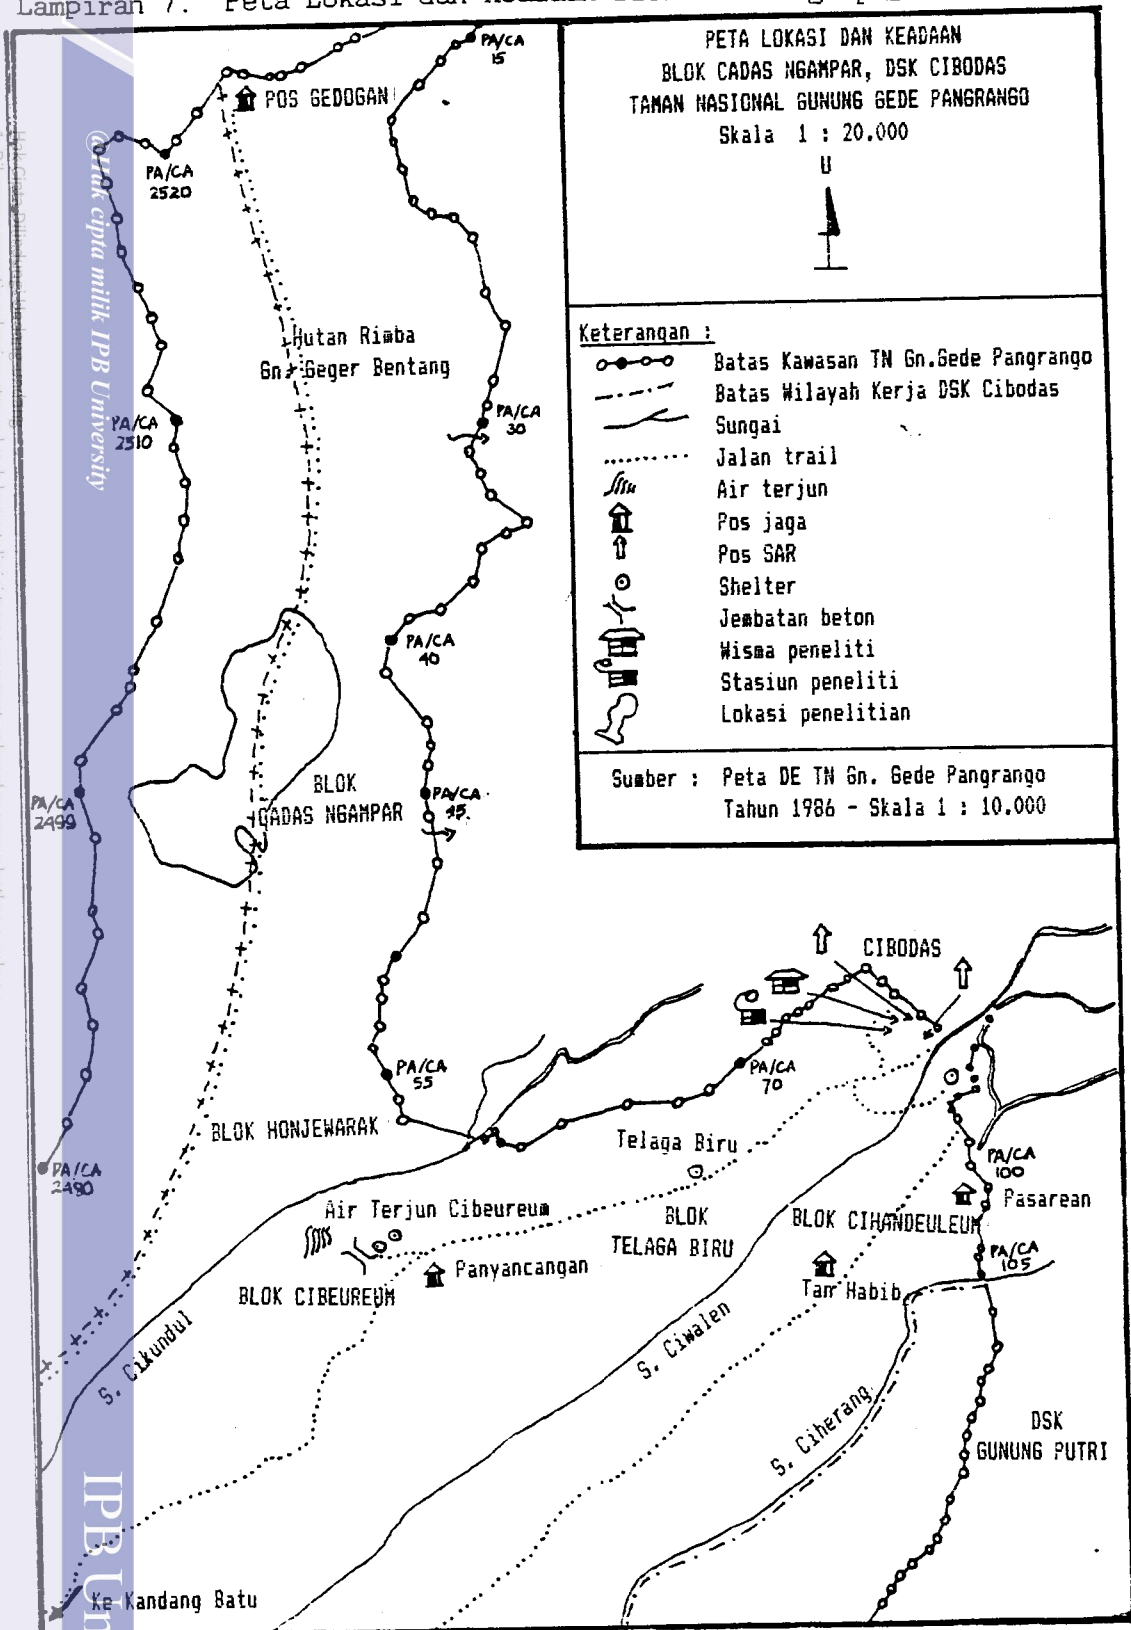 Lampiran 7. Peta Lokasi dan
PETA LOKASI DAN KEADAAN
BLOK CADAS NGAMPAR, DSK CIBODAS
TAMAN NASIONAL GUNUNG GEDE PANGRANGO
Skala 1 : 20.000
U
Keterangan :
Batas Kawasan TN Gn.Gede Pangrango
Batas Wilayah Kerja DSK Cibodas
Sungai
Jalan trail
Air terjun
Pos jaga
Pos SAR
Shelter
Jembatan beton
Wisma peneliti
Stasiun peneliti
Lokasi penelitian
Sumber : Peta DE TN Gn. Gede Pangrango
Tahun 1986 - Skala 1 : 10.000
PA/CA
15
POS GEDOGAN
PA/CA
2520
Hutan Rimba
Gn. Geger Bentang
PA/CA
30
PA/CA
2510
PA/CA
40
BLOK
CADAS NGAMPAR
PA/CA
45
PA/CA
2499
CIBODAS
PA/CA
55
PA/CA
70
BLOK HONJEWARAK
Telaga Biru
PA/CA
100
PA/CA
2490
Pasarean
Air Terjun Cibeureum
BLOK
TELAGA BIRU
BLOK CIHANDEULEUM
PA/CA
105
Panyancangan
BLOK CIBEUREUM
Tan Habib
S. Cikundul
S. Ciwalen
S. Ciherang
DSK
GUNUNG PUTRI
Ke Kandang Batu
@Hak cipta milik IPB University
IPB Un